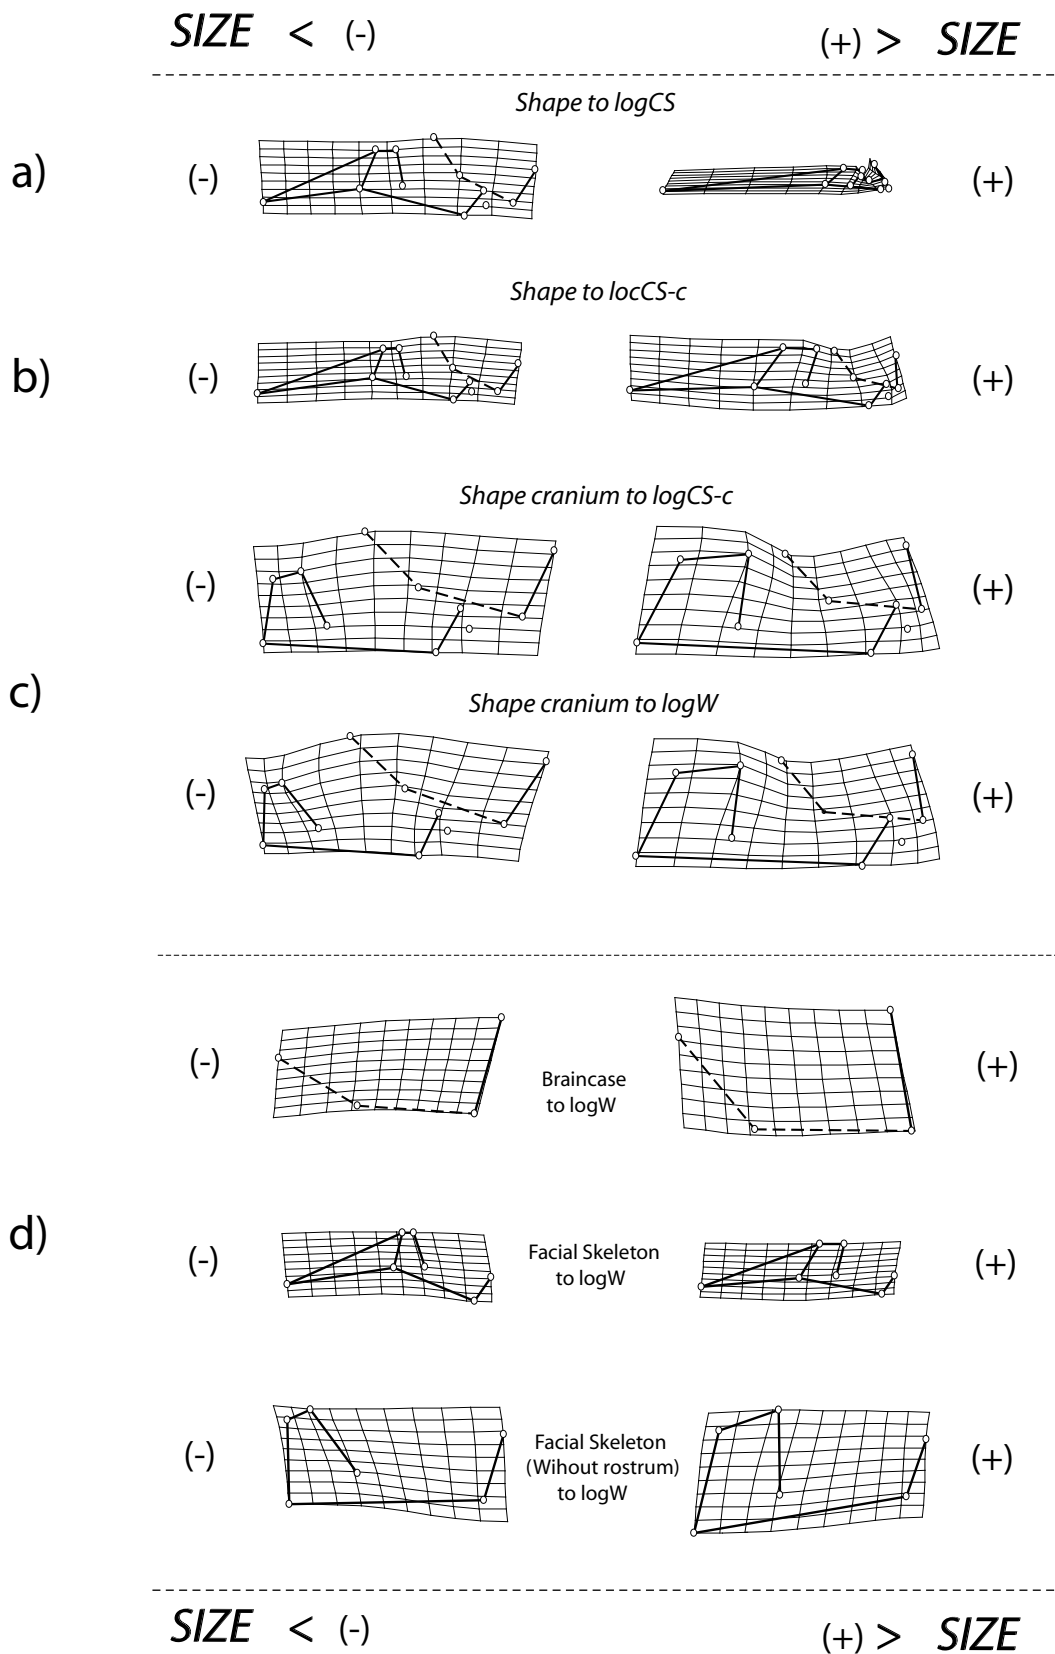 SIZE < (-) (+) > SIZE
Shape to logCS
a) (-) (+)
Shape to locCS-c
b) (-) (+)
Shape cranium to logCS-c
(-) (+)
c)
Shape cranium to logW
(-) (+)
(-) (+)
Braincase
to logW
d)
(-) (+)
Facial Skeleton
to logW
(-) (+)
Facial Skeleton
(Wihout rostrum)
to logW
SIZE < (-) (+) > SIZE